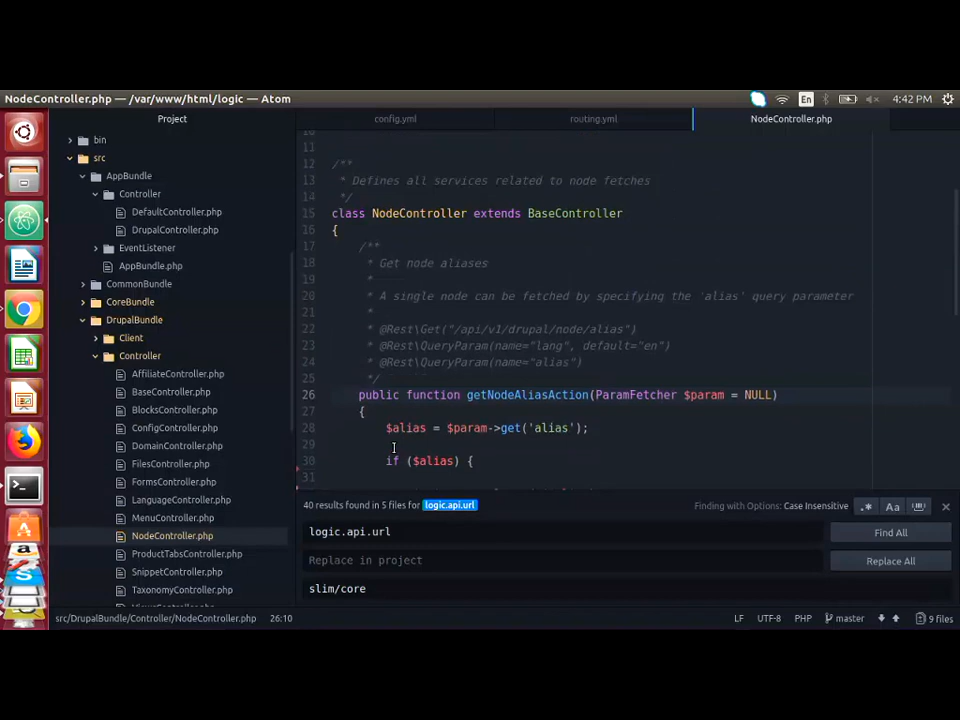 NodeController.php — /var/www/html/logic — Atom
En
4:42 PM
Project
config.yml
routing.yml
NodeController.php
bin
src
AppBundle
Controller
DefaultController.php
DrupalController.php
EventListener
AppBundle.php
CommonBundle
CoreBundle
DrupalBundle
Client
Controller
AffiliateController.php
BaseController.php
BlocksController.php
ConfigController.php
DomainController.php
FilesController.php
FormsController.php
LanguageController.php
MenuController.php
NodeController.php
ProductTabsController.php
SnippetController.php
TaxonomyController.php
11
12 /**
13 * Defines all services related to node fetches
14 */
15 class NodeController extends BaseController
16 {
17 /**
18 * Get node aliases
19 *
20 * A single node can be fetched by specifying the 'alias' query parameter
21 *
22 * @Rest\Get("/api/v1/drupal/node/alias")
23 * @Rest\QueryParam(name="lang", default="en")
24 * @Rest\QueryParam(name="alias")
25 */
26 public function getNodeAliasAction(ParamFetcher $param = NULL)
27 {
28 $alias = $param->get('alias');
29
30 if ($alias) {
31
40 results found in 5 files for logic.api.url
Finding with Options: Case Insensitive
.*
Aa
logic.api.url
Find All
Replace in project
Replace All
slim/core
src/DrupalBundle/Controller/NodeController.php 26:10
LF
UTF-8
PHP
master
9 files